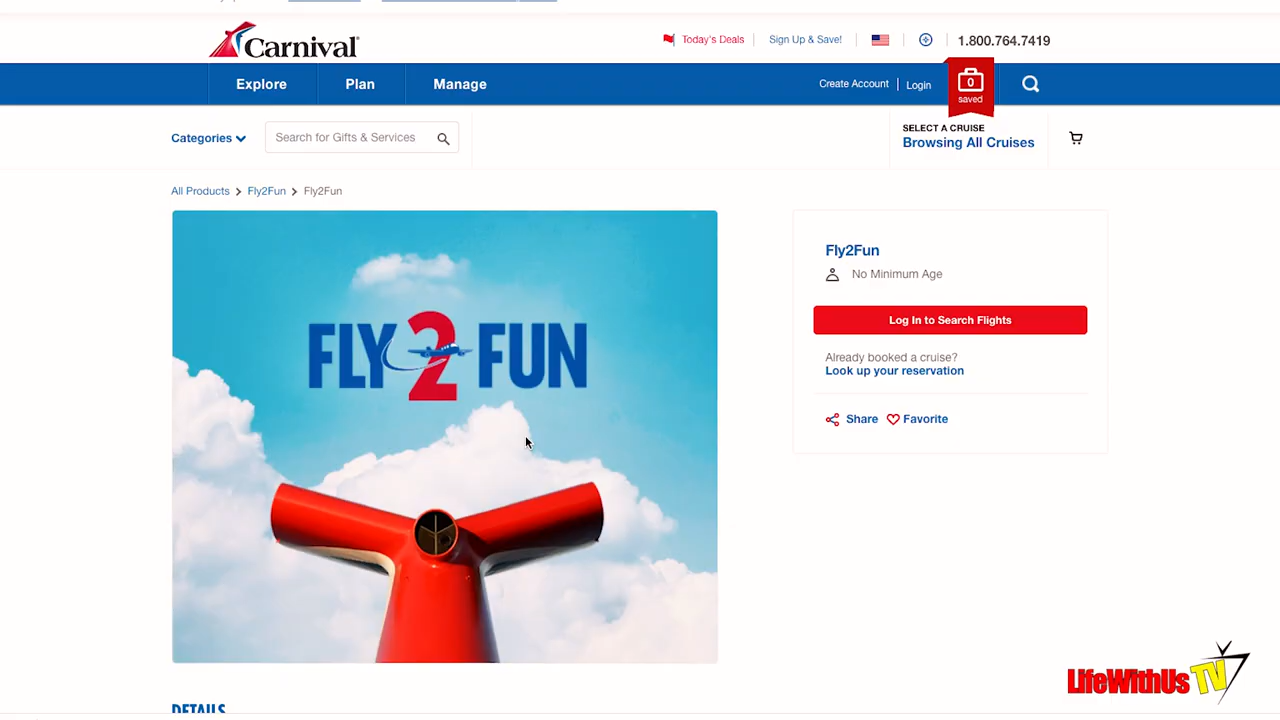 Carnival
Today's Deals
Sign Up & Save!
1.800.764.7419
Explore
Plan
Manage
Create Account
Login
0
saved
Categories
Search for Gifts & Services
SELECT A CRUISE
Browsing All Cruises
All Products > Fly2Fun > Fly2Fun
FLY 2 FUN
Fly2Fun
No Minimum Age
Log In to Search Flights
Already booked a cruise?
Look up your reservation
Share
Favorite
DETAILS
LifeWithUs TV